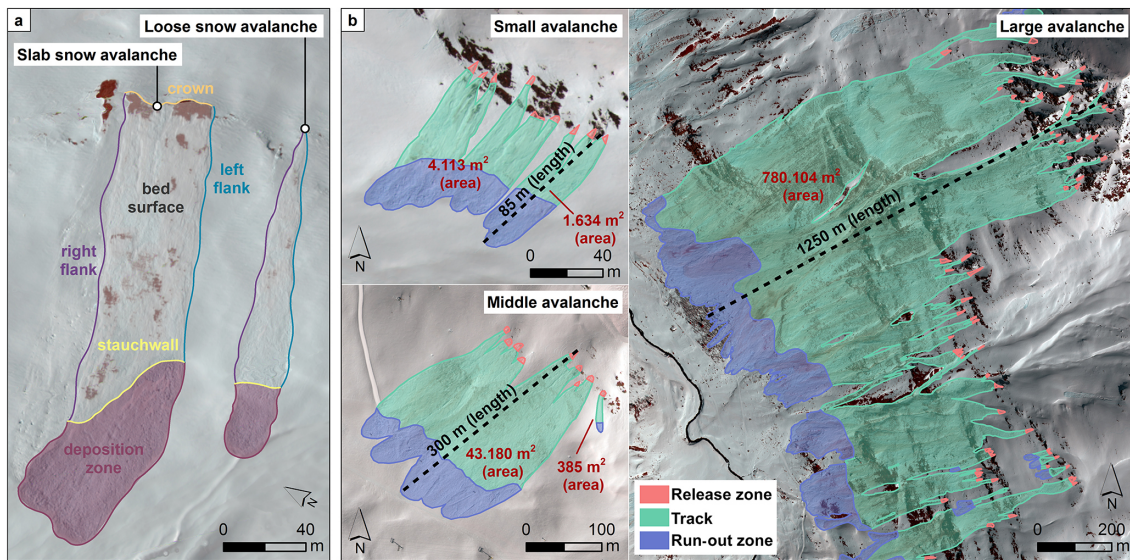 a
Loose snow avalanche
Slab snow avalanche
crown
left
flank
bed
surface
right
flank
stauchwall
deposition
zone
N
0 40
m
b
Small avalanche
4.113 m²
(area)
85 m (length)
1.634 m²
(area)
N
0 40
m
Middle avalanche
300 m (length)
43.180 m²
(area)
385 m²
(area)
N
0 100
m
Large avalanche
780.104 m²
(area)
1250 m (length)
Release zone
Track
Run-out zone
N
0 200
m